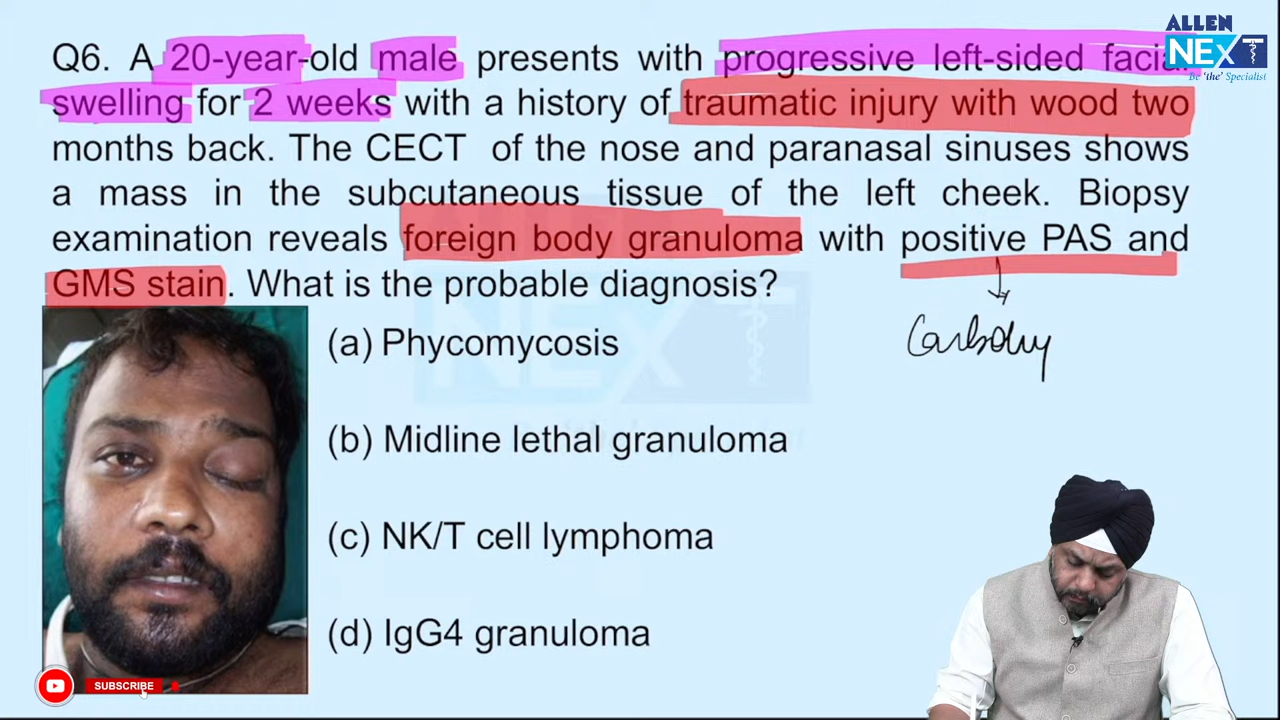 ALLEN
NEXT
Be 'the' Specialist
Q6. A 20-year-old male presents with progressive left-sided facial
swelling for 2 weeks with a history of traumatic injury with wood two
months back. The CECT of the nose and paranasal sinuses shows
a mass in the subcutaneous tissue of the left cheek. Biopsy
examination reveals foreign body granuloma with positive PAS and
GMS stain. What is the probable diagnosis?
(a) Phycomycosis
(b) Midline lethal granuloma
(c) NK/T cell lymphoma
(d) IgG4 granuloma
SUBSCRIBE